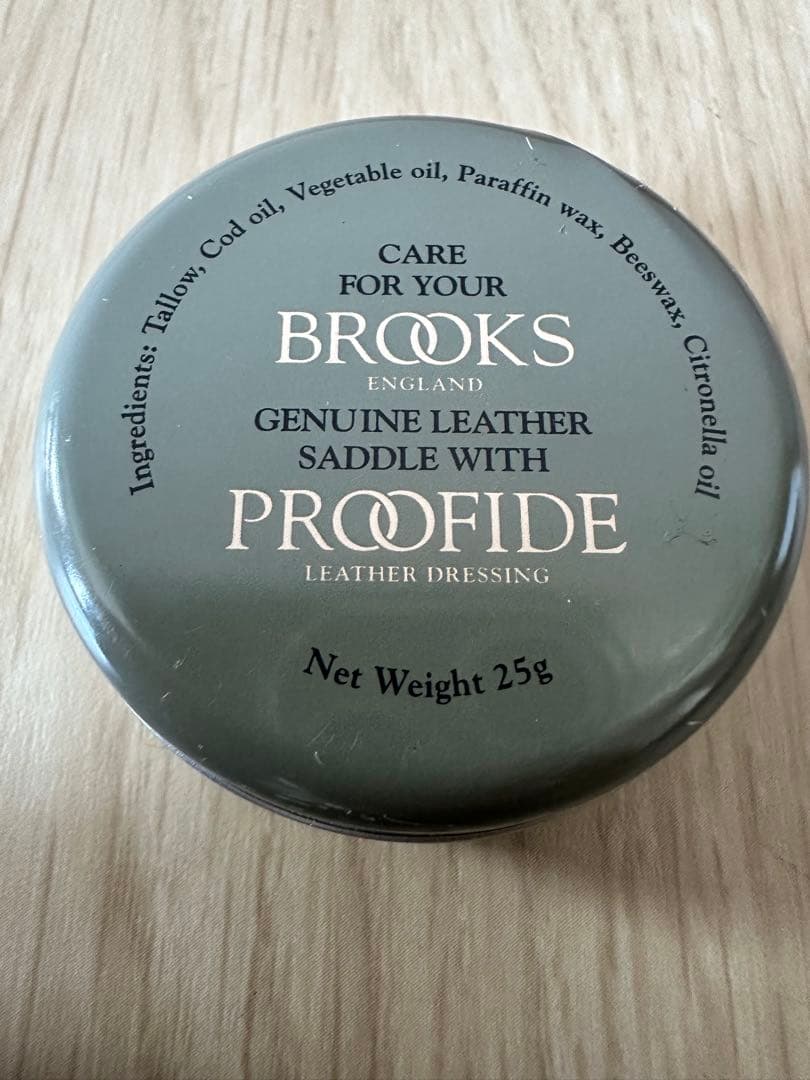 Ingredients: Tallow, Cod oil, Vegetable oil, Paraffin wax, Beeswax, Citronella oil
CARE
FOR YOUR
BROOKS
ENGLAND
GENUINE LEATHER
SADDLE WITH
PROOFIDE
LEATHER DRESSING
Net Weight 25g